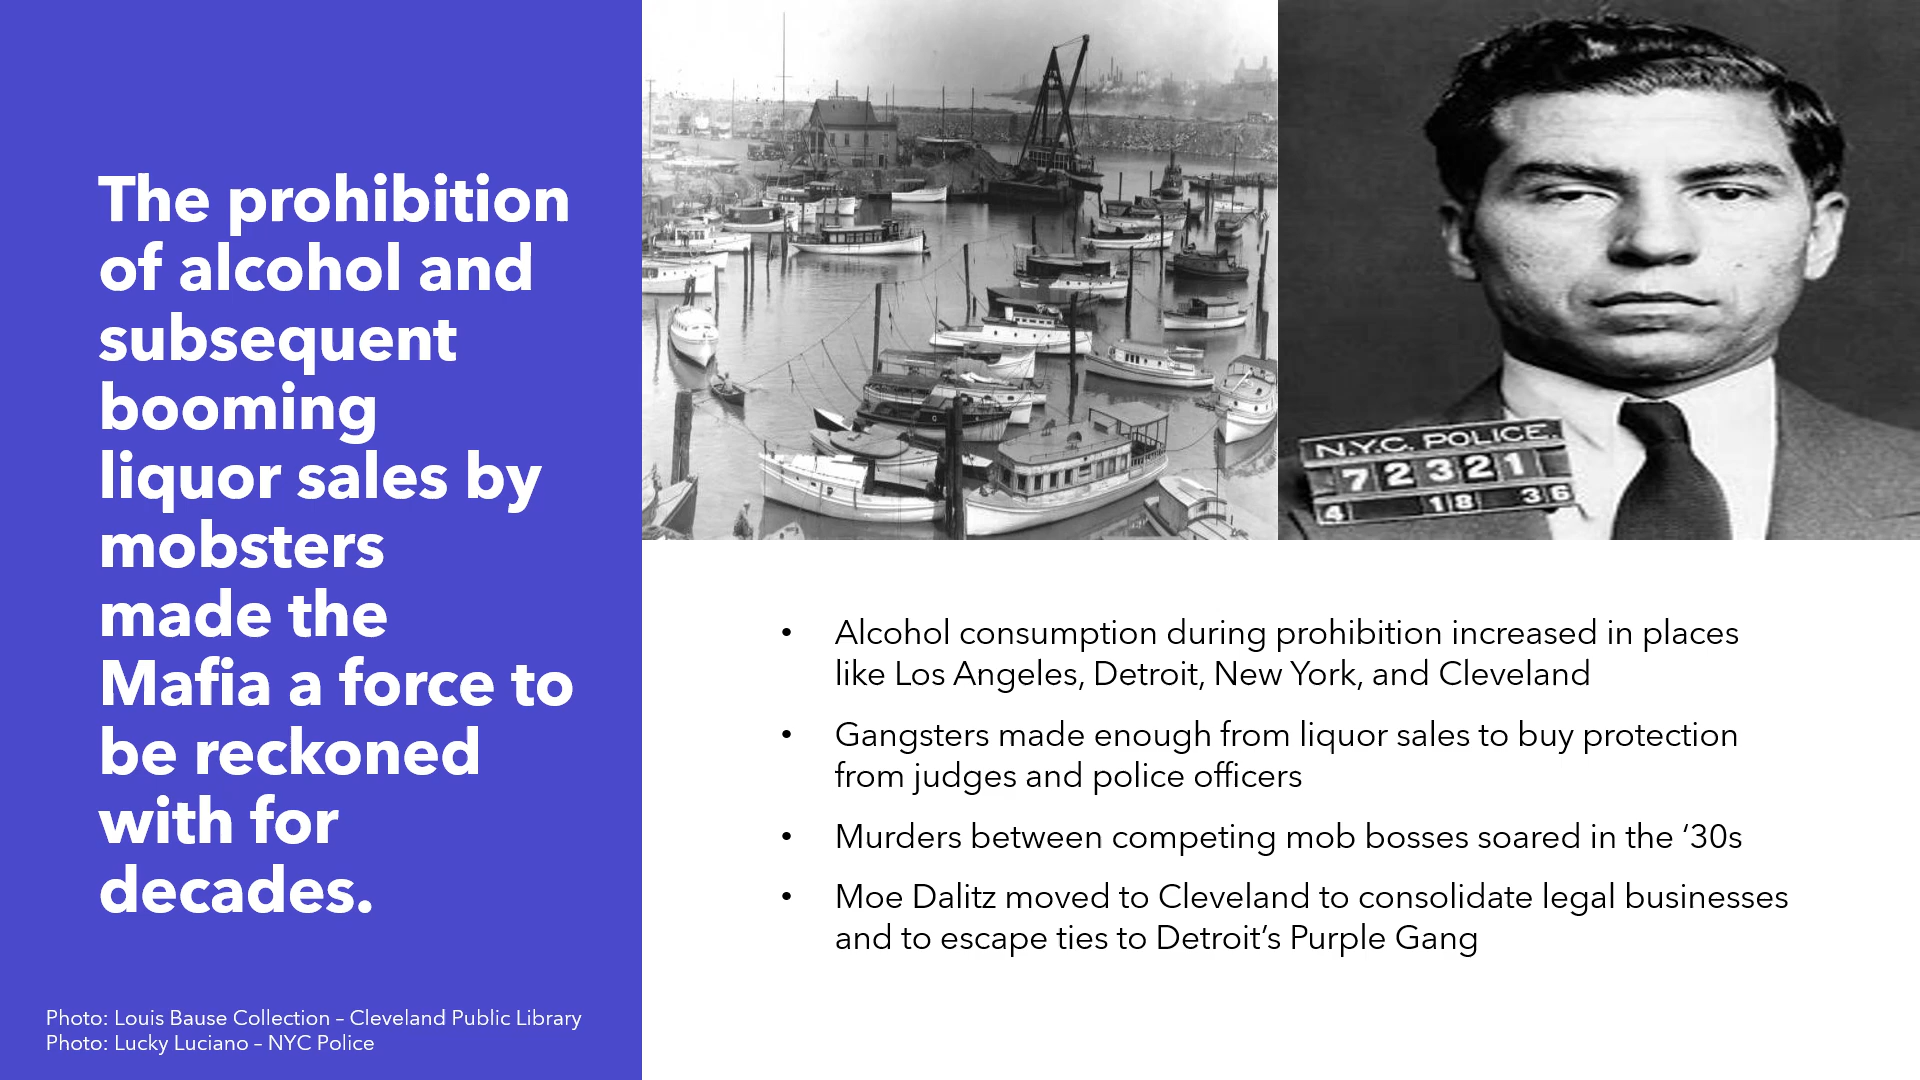 The prohibition
of alcohol and
subsequent
booming
liquor sales by
mobsters
made the
Mafia a force to
be reckoned
with for
decades.
Photo: Louis Bause Collection – Cleveland Public Library
Photo: Lucky Luciano – NYC Police
N.Y.C. POLICE.
72321
4 18 36
• Alcohol consumption during prohibition increased in places
like Los Angeles, Detroit, New York, and Cleveland
• Gangsters made enough from liquor sales to buy protection
from judges and police officers
• Murders between competing mob bosses soared in the ‘30s
• Moe Dalitz moved to Cleveland to consolidate legal businesses
and to escape ties to Detroit’s Purple Gang